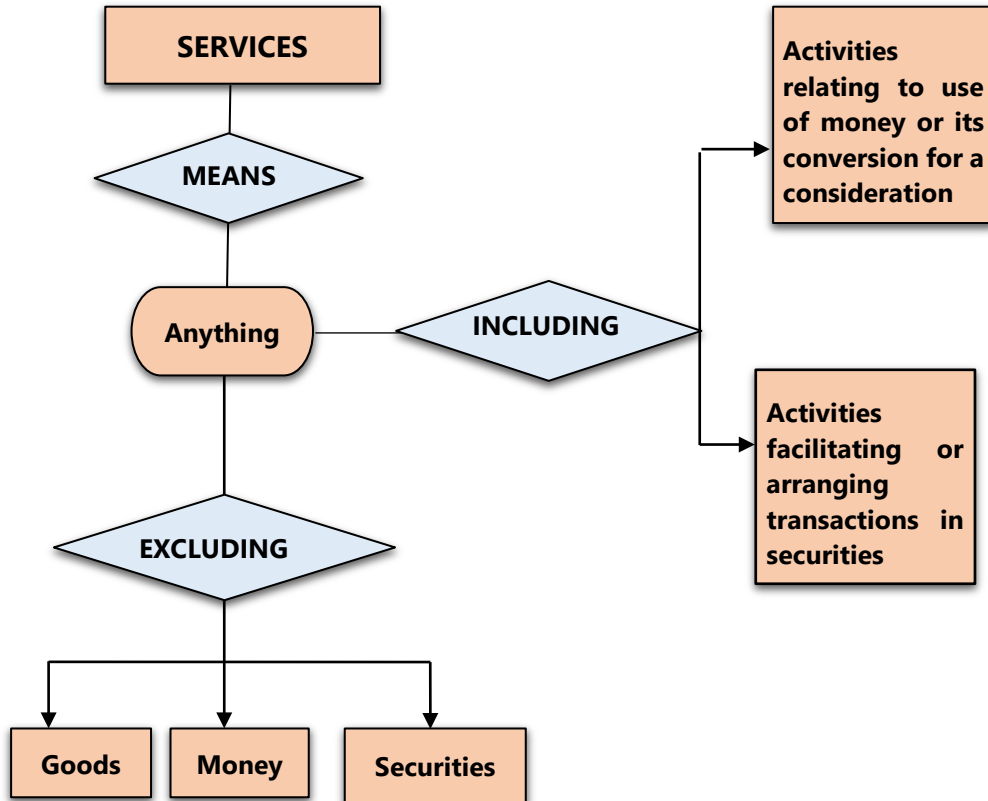 SERVICES
MEANS
Anything
INCLUDING
Activities
relating to use
of money or its
conversion for a
consideration
Activities
facilitating or
arranging
transactions in
securities
EXCLUDING
Goods
Money
Securities